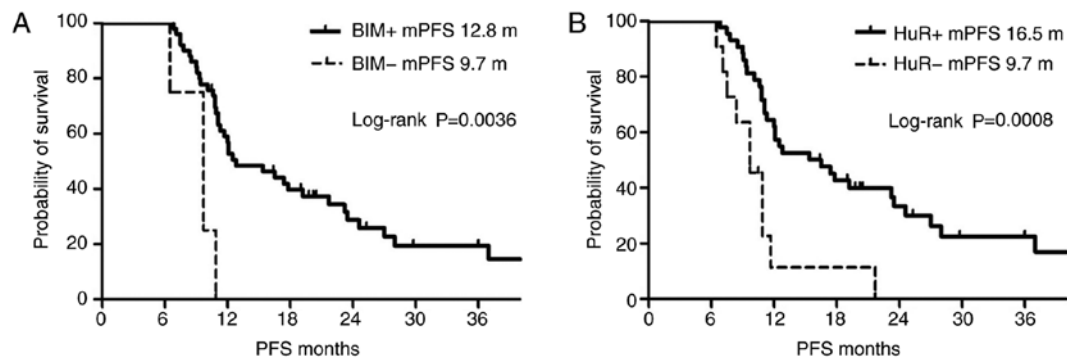 A
BIM+ mPFS 12.8 m
BIM− mPFS 9.7 m
Log-rank P=0.0036
Probability of survival
100
80
60
40
20
0
0 6 12 18 24 30 36
PFS months
B
HuR+ mPFS 16.5 m
HuR− mPFS 9.7 m
Log-rank P=0.0008
Probability of survival
100
80
60
40
20
0
0 6 12 18 24 30 36
PFS months